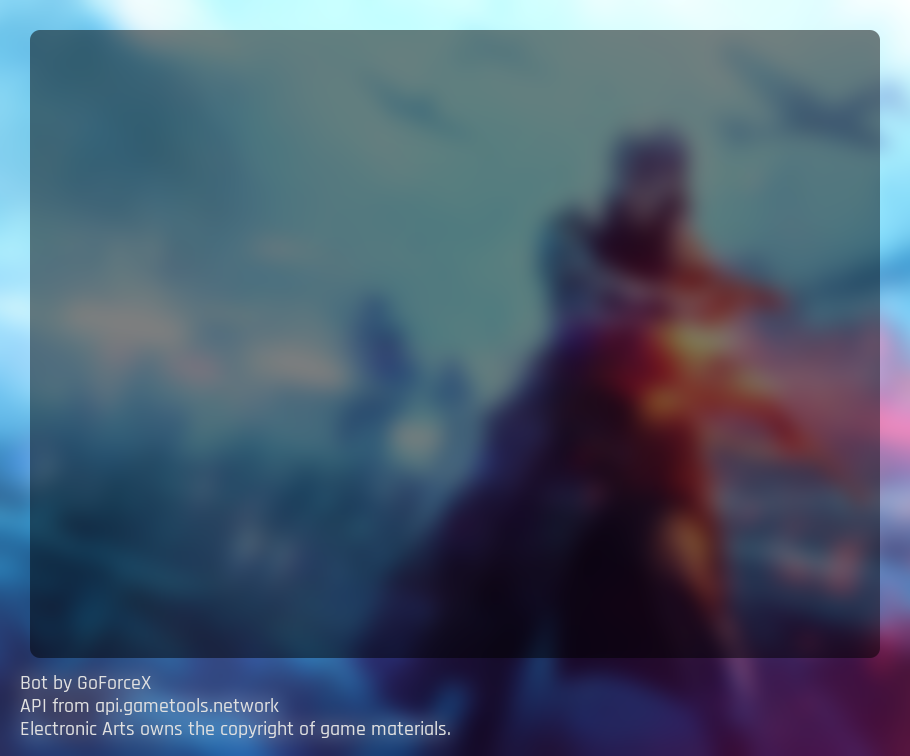 Bot by GoForceX
API from api.gametools.network
Electronic Arts owns the copyright of game materials.